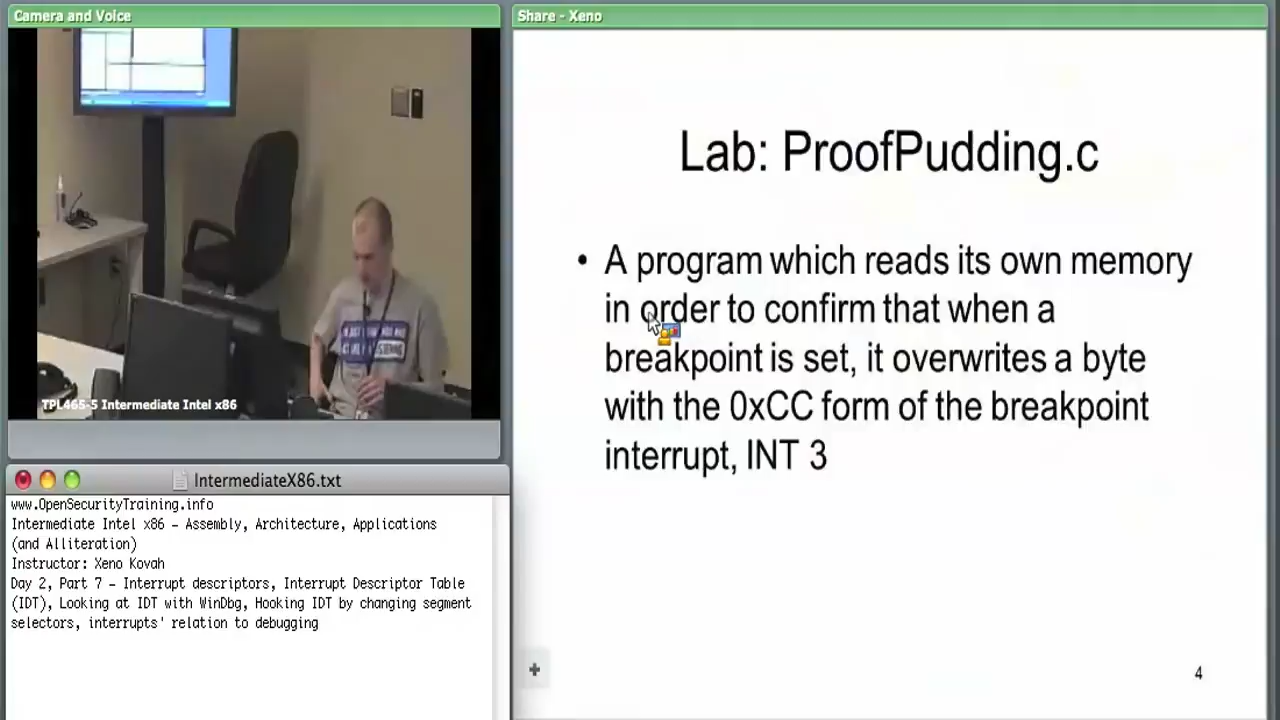 Camera and Voice
TPL465-5 Intermediate Intel x86
IntermediateX86.txt
www.OpenSecurityTraining.info
Intermediate Intel x86 – Assembly, Architecture, Applications
(and Alliteration)
Instructor: Xeno Kovah
Day 2, Part 7 – Interrupt descriptors, Interrupt Descriptor Table
(IDT), Looking at IDT with WinDbg, Hooking IDT by changing segment
selectors, interrupts' relation to debugging
Share - Xeno
Lab: ProofPudding.c
• A program which reads its own memory
in order to confirm that when a
breakpoint is set, it overwrites a byte
with the 0xCC form of the breakpoint
interrupt, INT 3
4